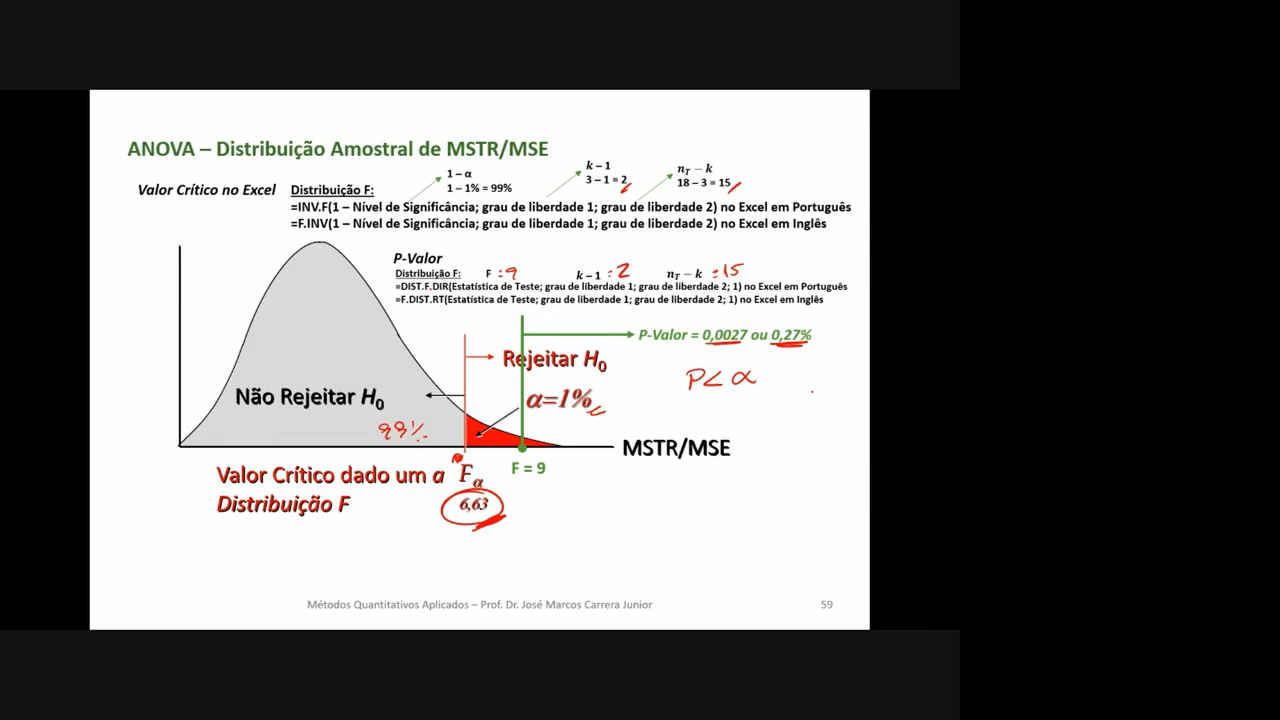 ANOVA – Distribuição Amostral de MSTR/MSE
1 – α
1 – 1% = 99%
k – 1
3 – 1 = 2
nT – k
18 – 3 = 15
Valor Crítico no Excel
Distribuição F:
=INV.F(1 – Nível de Significância; grau de liberdade 1; grau de liberdade 2) no Excel em Português
=F.INV(1 – Nível de Significância; grau de liberdade 1; grau de liberdade 2) no Excel em Inglês
P-Valor
Distribuição F: F = 9 k – 1 = 2 nT – k = 15
=DIST.F.DIR(Estatística de Teste; grau de liberdade 1; grau de liberdade 2; 1) no Excel em Português
=F.DIST.RT(Estatística de Teste; grau de liberdade 1; grau de liberdade 2; 1) no Excel em Inglês
P-Valor = 0,0027 ou 0,27%
Rejeitar H0
P < α
Não Rejeitar H0
α=1%
99%
MSTR/MSE
Valor Crítico dado um α Fα
F = 9
Distribuição F
6,63
Métodos Quantitativos Aplicados – Prof. Dr. José Marcos Carrera Junior
59